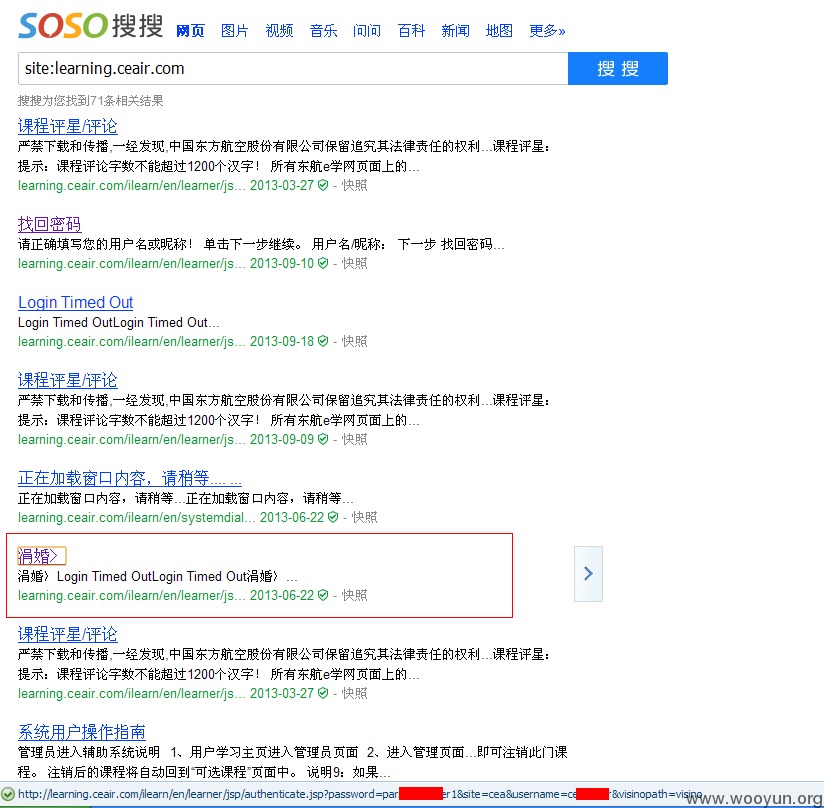 SOSO搜搜 网页 图片 视频 音乐 问问 百科 新闻 地图 更多»
site:learning.ceair.com 搜 搜
搜搜为您找到71条相关结果
课程评星/评论
严禁下载和传播,一经发现,中国东方航空股份有限公司保留追究其法律责任的权利...课程评星:
提示：课程评论字数不能超过1200个汉字！ 所有东航e学网页面上的...
learning.ceair.com/ilearn/en/learner/js... 2013-03-27 - 快照
找回密码
请正确填写您的用户名或昵称！ 单击下一步继续。 用户名/昵称： 下一步 找回密码...
learning.ceair.com/ilearn/en/learner/js... 2013-09-10 - 快照
Login Timed Out
Login Timed OutLogin Timed Out...
learning.ceair.com/ilearn/en/learner/js... 2013-09-18 - 快照
课程评星/评论
严禁下载和传播,一经发现,中国东方航空股份有限公司保留追究其法律责任的权利...课程评星:
提示：课程评论字数不能超过1200个汉字！ 所有东航e学网页面上的...
learning.ceair.com/ilearn/en/learner/js... 2013-09-09 - 快照
正在加载窗口内容，请稍等.... ...
正在加载窗口内容，请稍等...正在加载窗口内容，请稍等...
learning.ceair.com/ilearn/en/systemdial... 2013-06-22 - 快照
涓婚〉
涓婚〉Login Timed OutLogin Timed Out涓婚〉...
learning.ceair.com/ilearn/en/learner/js... 2013-06-22 - 快照
课程评星/评论
严禁下载和传播,一经发现,中国东方航空股份有限公司保留追究其法律责任的权利...课程评星:
提示：课程评论字数不能超过1200个汉字！ 所有东航e学网页面上的...
learning.ceair.com/ilearn/en/learner/js... 2013-03-27 - 快照
系统用户操作指南
管理员进入辅助系统说明 1、用户学习主页进入管理员页面 2、进入管理页面...即可注销此门课
程。 注销后的课程将自动回到“可选课程”页面中。 说明9：如果...
http://learning.ceair.com/ilearn/en/learner/jsp/authenticate.jsp?password=par er1&site=cea&username=ce r&visinopath=visino
www.wooyun.org